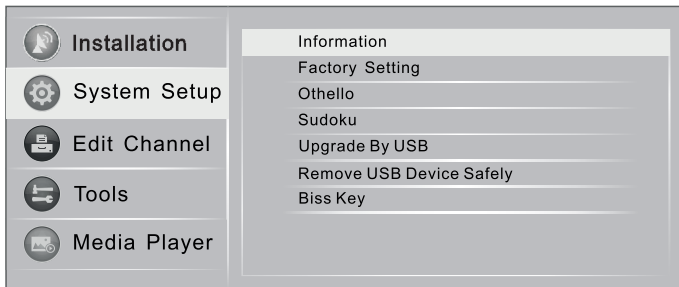 Installation
System Setup
Edit Channel
Tools
Media Player
Information
Factory Setting
Othello
Sudoku
Upgrade By USB
Remove USB Device Safely
Biss Key